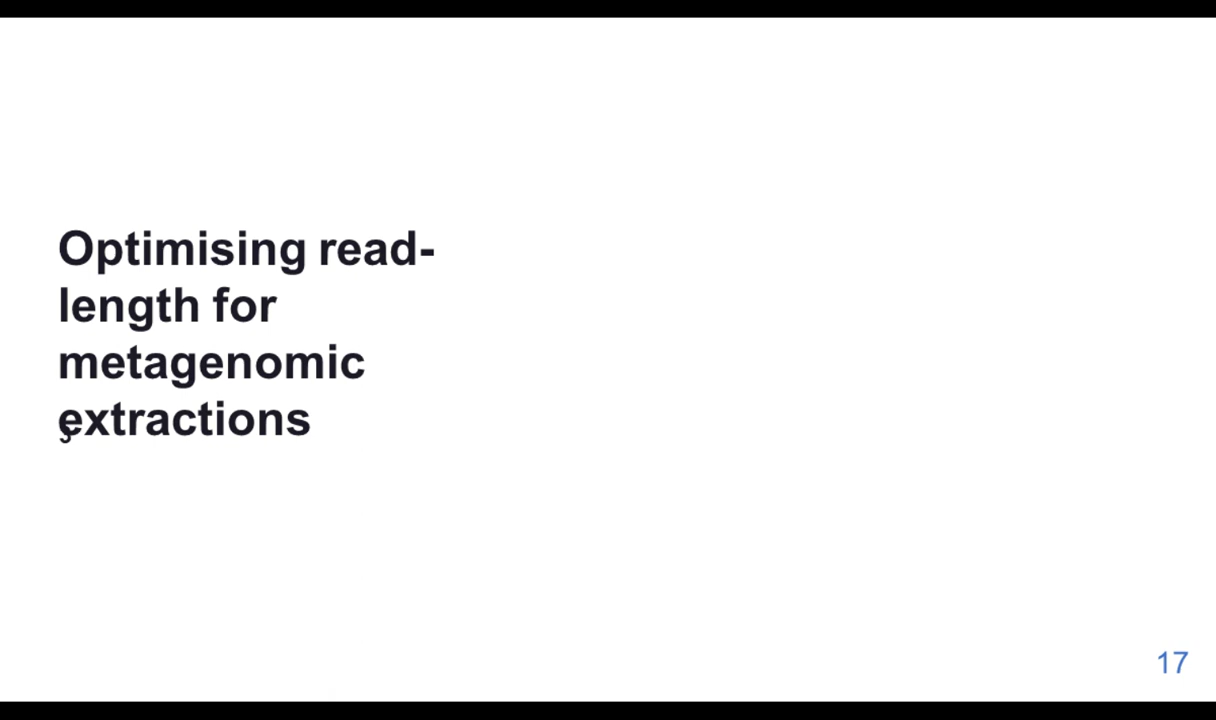 Optimising read-
length for
metagenomic
extractions
17